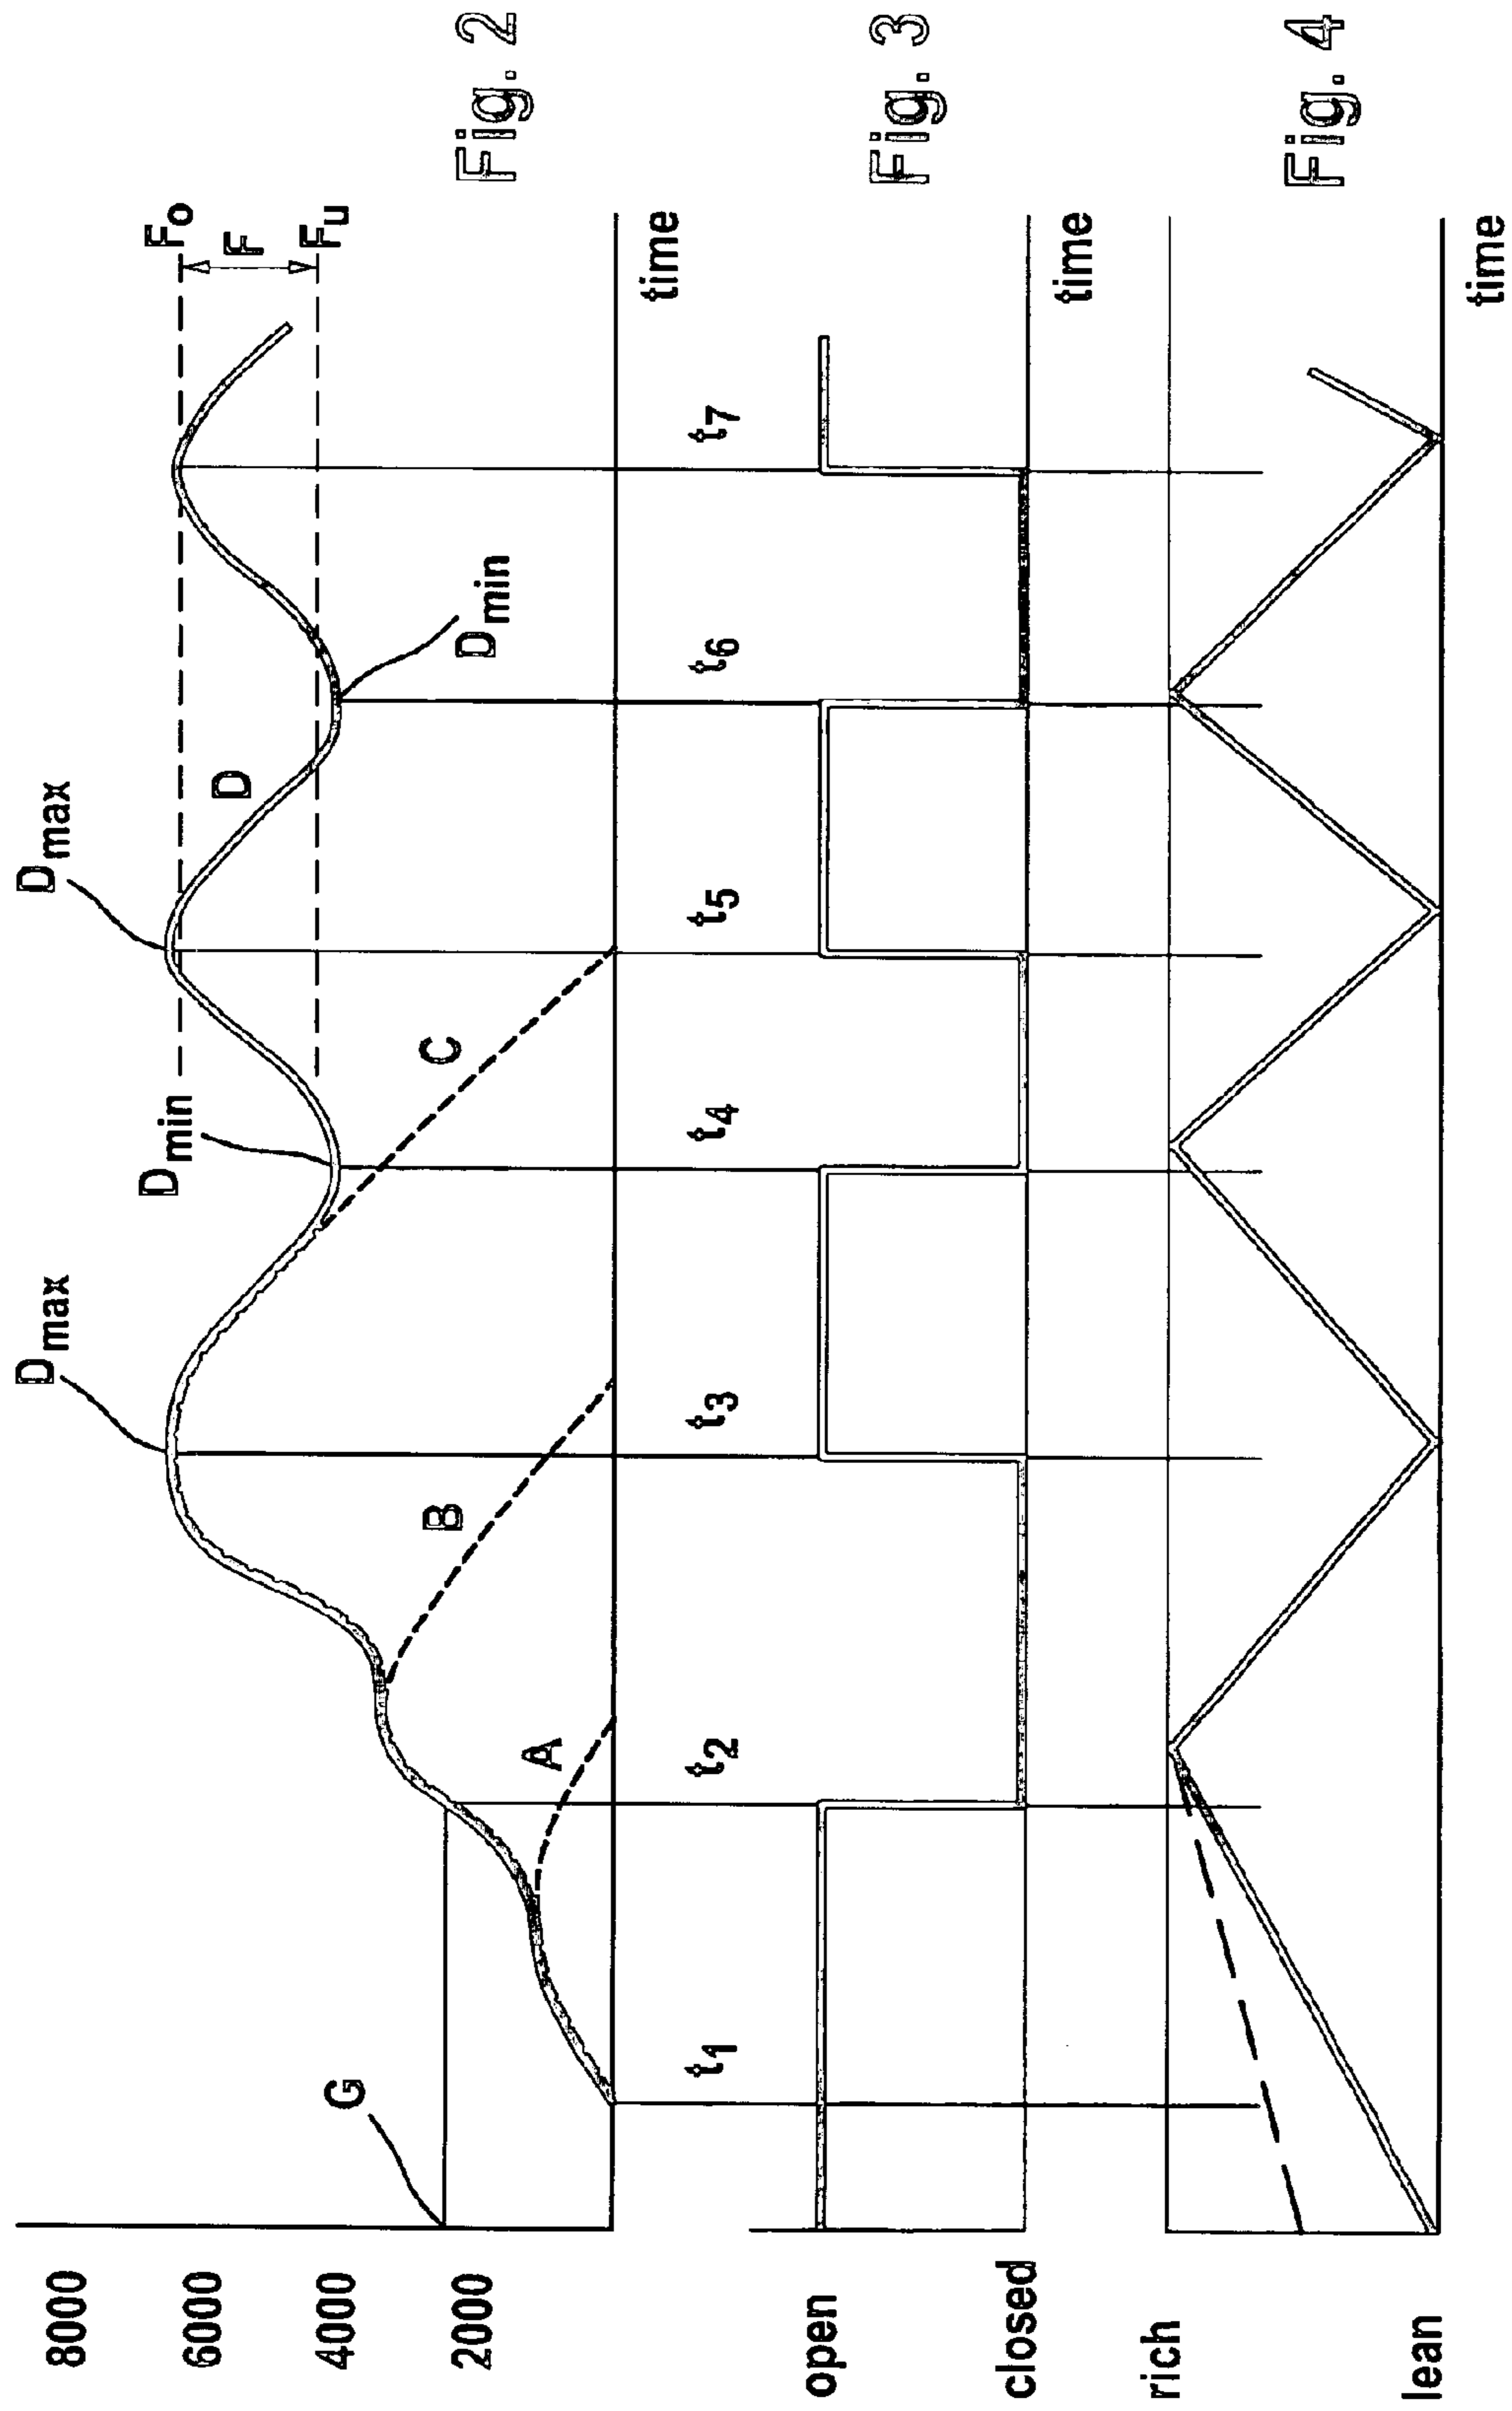 8000
6000
4000
2000
G
A
B
C
D
Dmax
Dmin
Dmax
Dmin
Fo
F
Fu
time
Fig. 2
t1
t2
t3
t4
t5
t6
t7
open
closed
time
Fig. 3
rich
lean
time
Fig. 4